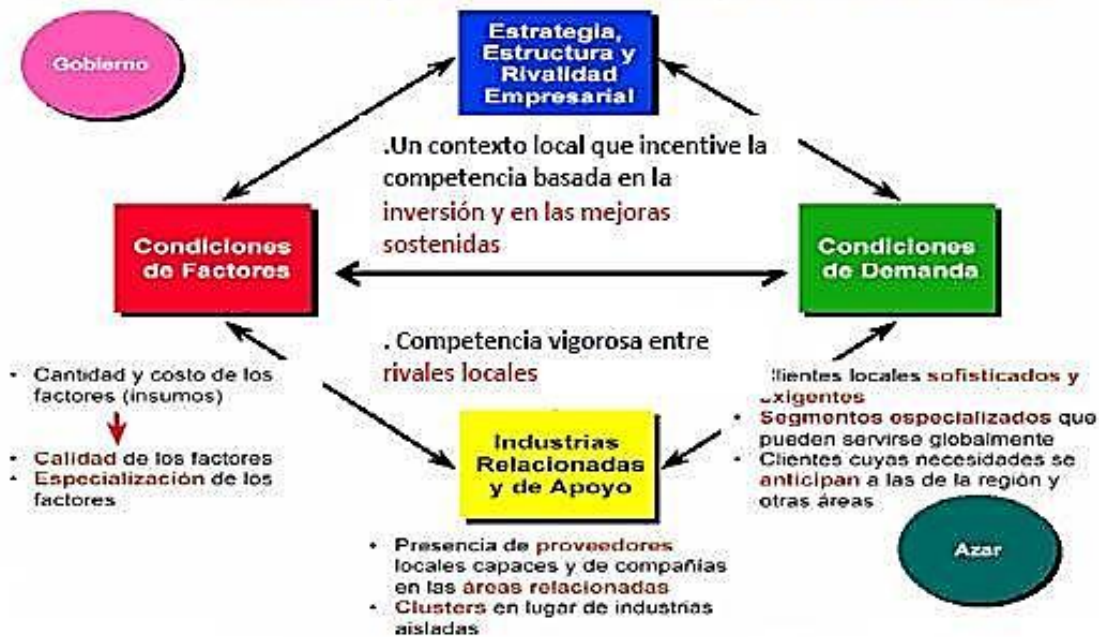 Gobierno
Estrategia,
Estructura y
Rivalidad
Empresarial
.Un contexto local que incentive la
competencia basada en la
inversión y en las mejoras
sostenidas
Condiciones
de Factores
Condiciones
de Demanda
. Competencia vigorosa entre
rivales locales
• Cantidad y costo de los
factores (insumos)
• Calidad de los factores
• Especialización de los
factores
Industrias
Relacionadas
y de Apoyo
lientes locales sofisticados y
exigentes
• Segmentos especializados que
pueden servirse globalmente
• Clientes cuyas necesidades se
anticipan a las de la región y
otras áreas
Azar
• Presencia de proveedores
locales capaces y de compañías
en las áreas relacionadas
• Clusters en lugar de industrias
aisladas